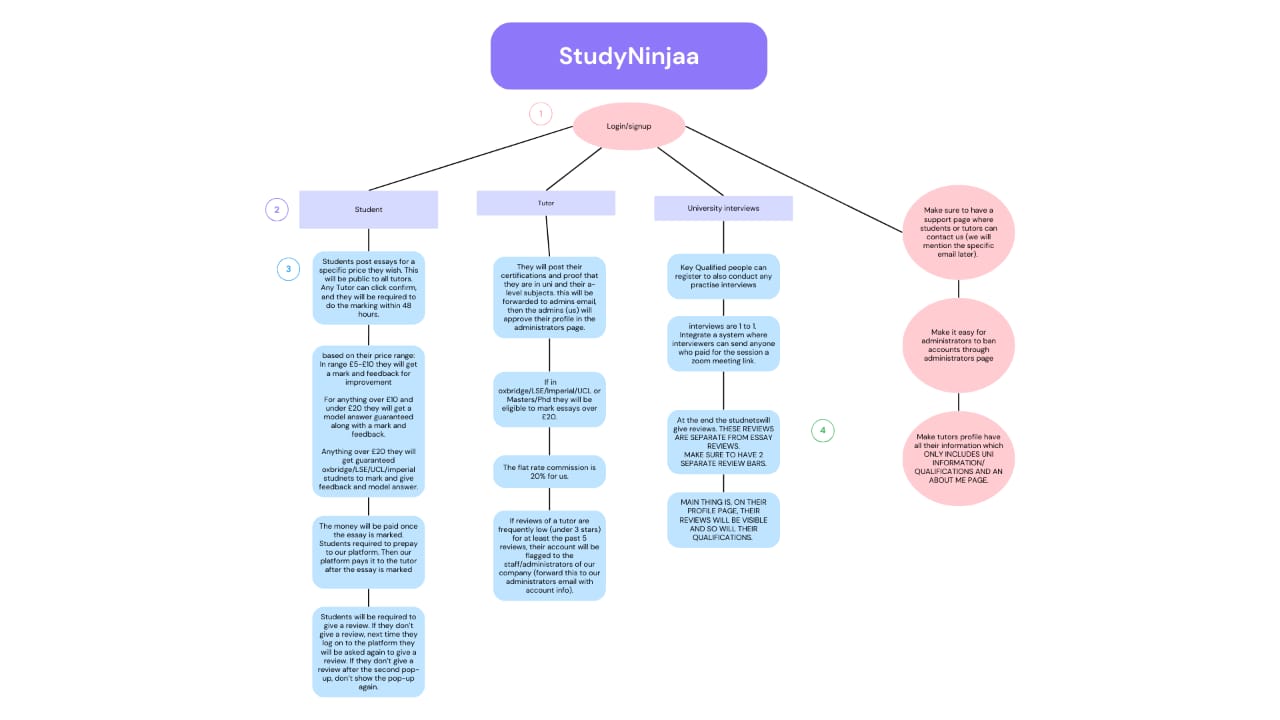 StudyNinjaa
1
Login/signup
2
Student
3
Students post essays for a
specific price they wish. This
will be public to all tutors.
Any Tutor can click confirm,
and they will be required to
do the marking within 48
hours.
based on their price range:
In range £5-£10 they will get
a mark and feedback for
improvement
For anything over £10 and
under £20 they will get a
model answer guaranteed
along with a mark and
feedback.
Anything over £20 they will
get guaranteed
oxbridge/LSE/UCL/imperial
studnets to mark and give
feedback and model answer.
The money will be paid once
the essay is marked.
Students required to prepay
to our platform. Then our
platform pays it to the tutor
after the essay is marked
Students will be required to
give a review. If they don't
give a review, next time they
log on to the platform they
will be asked again to give a
review. If they don't give a
review after the second pop-
up, don't show the pop-up
again.
Tutor
They will post their
certifications and proof that
they are in uni and their a-
level subjects. this will be
forwarded to admins email,
then the admins (us) will
approve their profile in the
administrators page.
If in
oxbridge/LSE/Imperial/UCL or
Masters/Phd they will be
eligible to mark essays over
£20.
The flat rate commission is
20% for us.
If reviews of a tutor are
frequently low (under 3 stars)
for at least the past 5
reviews, their account will be
flagged to the
staff/administrators of our
company (forward this to our
administrators email with
account info).
University interviews
Key Qualified people can
register to also conduct any
practise interviews
interviews are 1 to 1.
Integrate a system where
interviewers can send anyone
who paid for the session a
zoom meeting link.
At the end the studnetswill
give reviews. THESE REVIEWS
ARE SEPARATE FROM ESSAY
REVIEWS.
MAKE SURE TO HAVE 2
SEPARATE REVIEW BARS.
4
MAIN THING IS, ON THEIR
PROFILE PAGE, THEIR
REVIEWS WILL BE VISIBLE
AND SO WILL THEIR
QUALIFICATIONS.
Make sure to have a
support page where
students or tutors can
contact us (we will
mention the specific
email later).
Make it easy for
administrators to ban
accounts through
administrators page
Make tutors profile have
all their information which
ONLY INCLUDES UNI
INFORMATION/
QUALIFICATIONS AND AN
ABOUT ME PAGE.